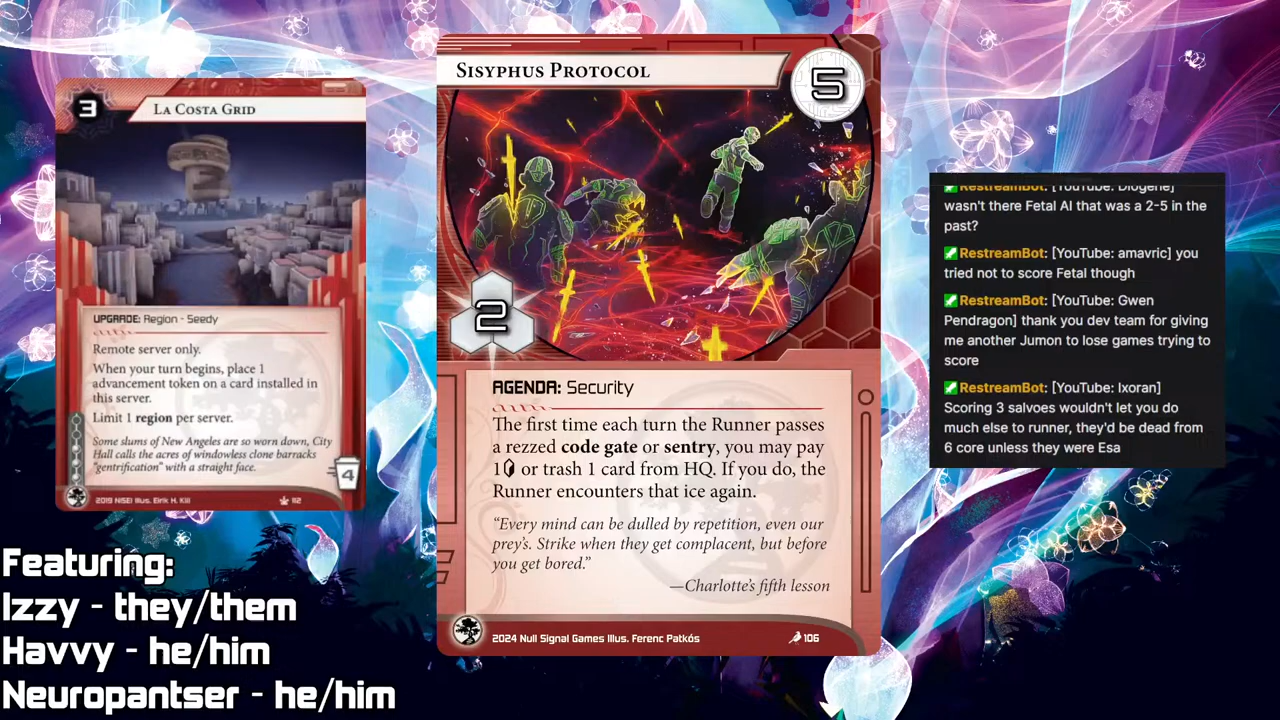 3
La Costa Grid
UPGRADE: Region - Seedy
Remote server only.
When your turn begins, place 1
advancement token on a card installed in
this server.
Limit 1 region per server.
Some slums of New Angeles are so worn down, City
Hall calls the acres of windowless clone barracks
"gentrification" with a straight face.
4
2019 NISEI Illus. Eirik H. Kill
112
Featuring:
Izzy - they/them
Havvy - he/him
Neuropantser - he/him
Sisyphus Protocol
5
2
AGENDA: Security
The first time each turn the Runner passes
a rezzed code gate or sentry, you may pay
1 or trash 1 card from HQ. If you do, the
Runner encounters that ice again.
“Every mind can be dulled by repetition, even our
prey’s. Strike when they get complacent, but before
you get bored.”
—Charlotte’s fifth lesson
2024 Null Signal Games Illus. Ferenc Patkós
106
RestreamBot: [YouTube: Diogene]
wasn't there Fetal AI that was a 2-5 in the
past?
RestreamBot: [YouTube: amavric] you
tried not to score Fetal though
RestreamBot: [YouTube: Gwen
Pendragon] thank you dev team for giving
me another Jumon to lose games trying to
score
RestreamBot: [YouTube: Ixoran]
Scoring 3 salvoes wouldn't let you do
much else to runner, they'd be dead from
6 core unless they were Esa